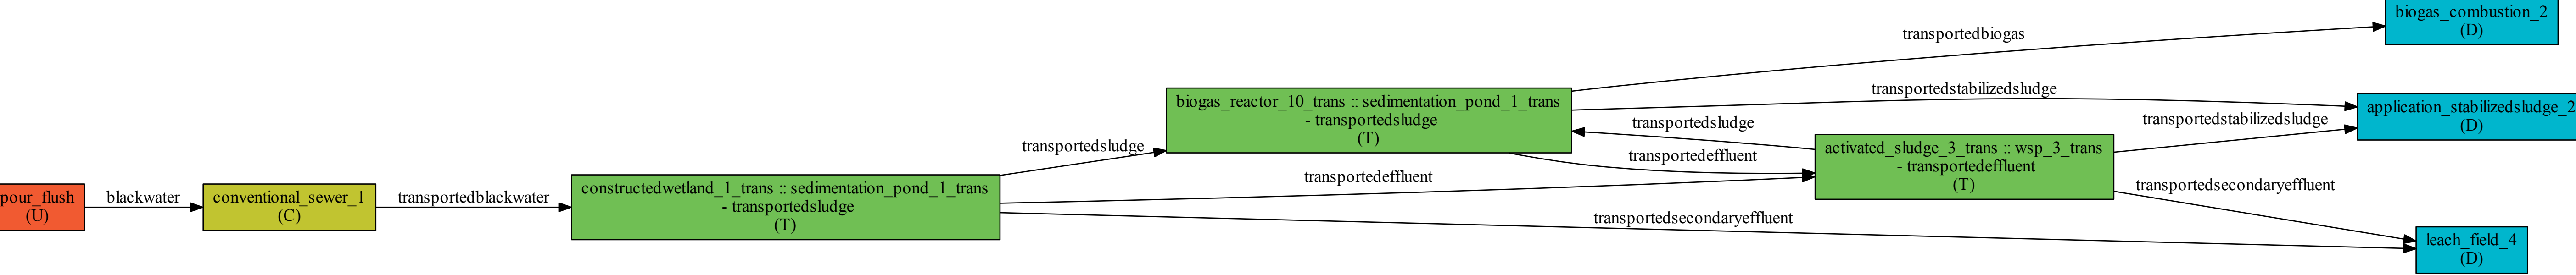 pour_flush
(U)
blackwater
conventional_sewer_1
(C)
transportedblackwater
constructedwetland_1_trans :: sedimentation_pond_1_trans
- transportedsludge
(T)
transportedsludge
transportedeffluent
transportedsecondaryeffluent
biogas_reactor_10_trans :: sedimentation_pond_1_trans
- transportedsludge
(T)
transportedbiogas
transportedstabilizedsludge
transportedsludge
transportedeffluent
activated_sludge_3_trans :: wsp_3_trans
- transportedeffluent
(T)
transportedstabilizedsludge
transportedsecondaryeffluent
biogas_combustion_2
(D)
application_stabilizedsludge_2
(D)
leach_field_4
(D)